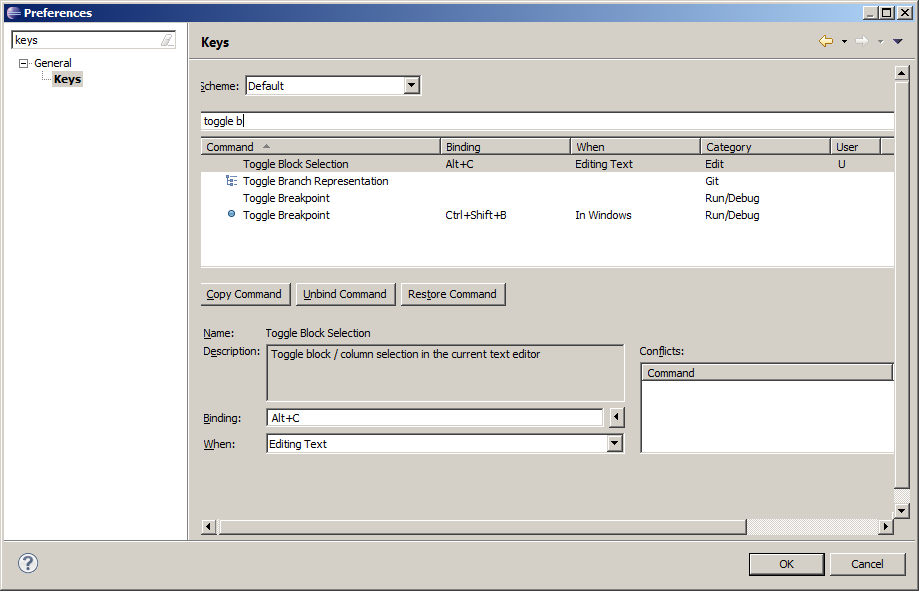 Preferences
keys
General
Keys
Keys
Scheme: Default
toggle b
Command Binding When Category User
Toggle Block Selection Alt+C Editing Text Edit U
Toggle Branch Representation Git
Toggle Breakpoint Run/Debug
Toggle Breakpoint Ctrl+Shift+B In Windows Run/Debug
Copy Command Unbind Command Restore Command
Name: Toggle Block Selection
Description: Toggle block / column selection in the current text editor
Conflicts:
Command
Binding: Alt+C
When: Editing Text
?
OK Cancel